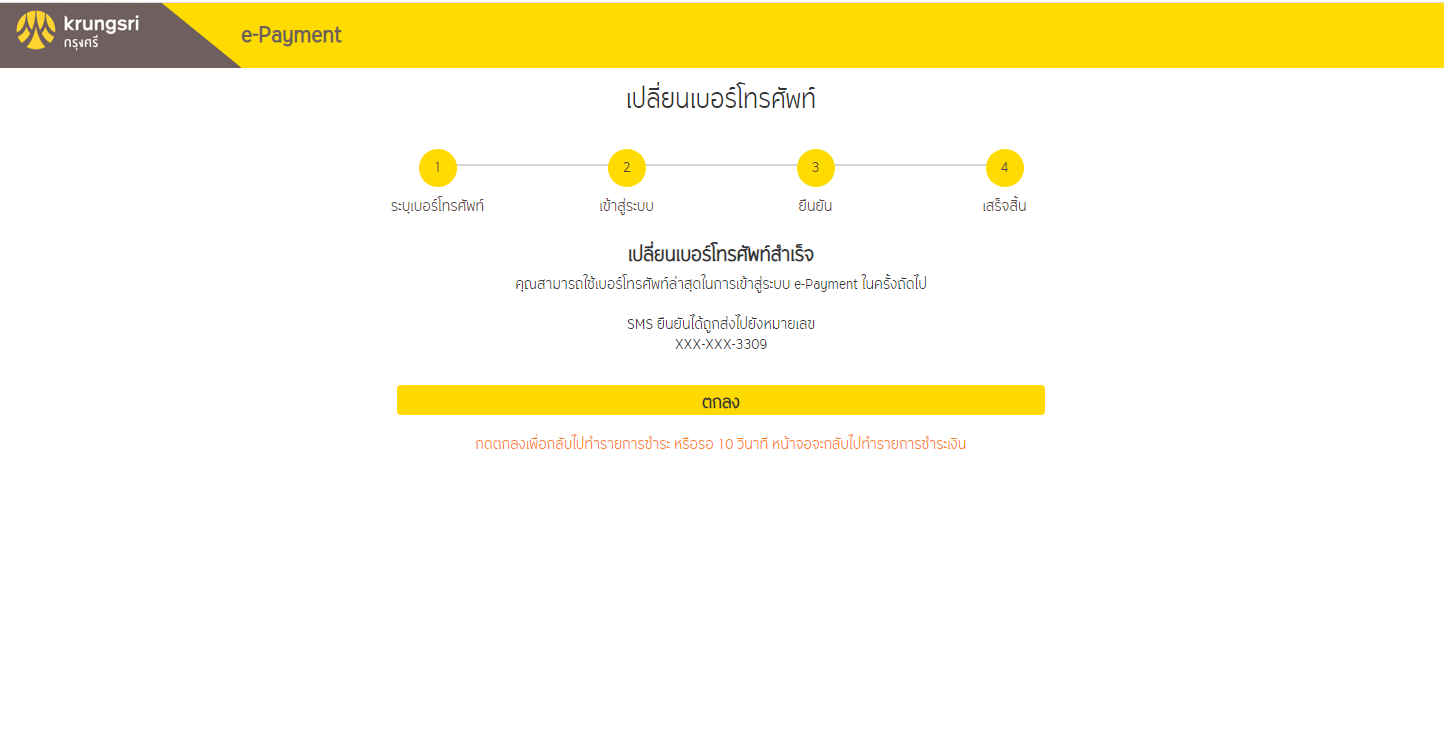 krungsri
กรุงศรี
e-Payment
เปลี่ยนเบอร์โทรศัพท์
1
2
3
4
ระบุเบอร์โทรศัพท์
เข้าสู่ระบบ
ยืนยัน
เสร็จสิ้น
เปลี่ยนเบอร์โทรศัพท์สำเร็จ
คุณสามารถใช้เบอร์โทรศัพท์ล่าสุดในการเข้าสู่ระบบ e-Payment ในครั้งถัดไป
SMS ยืนยันได้ถูกส่งไปยังหมายเลข
XXX-XXX-3309
ตกลง
กดตกลงเพื่อกลับไปทำรายการชำระ หรือรอ 10 วินาที หน้าจอจะกลับไปทำรายการชำระเงิน